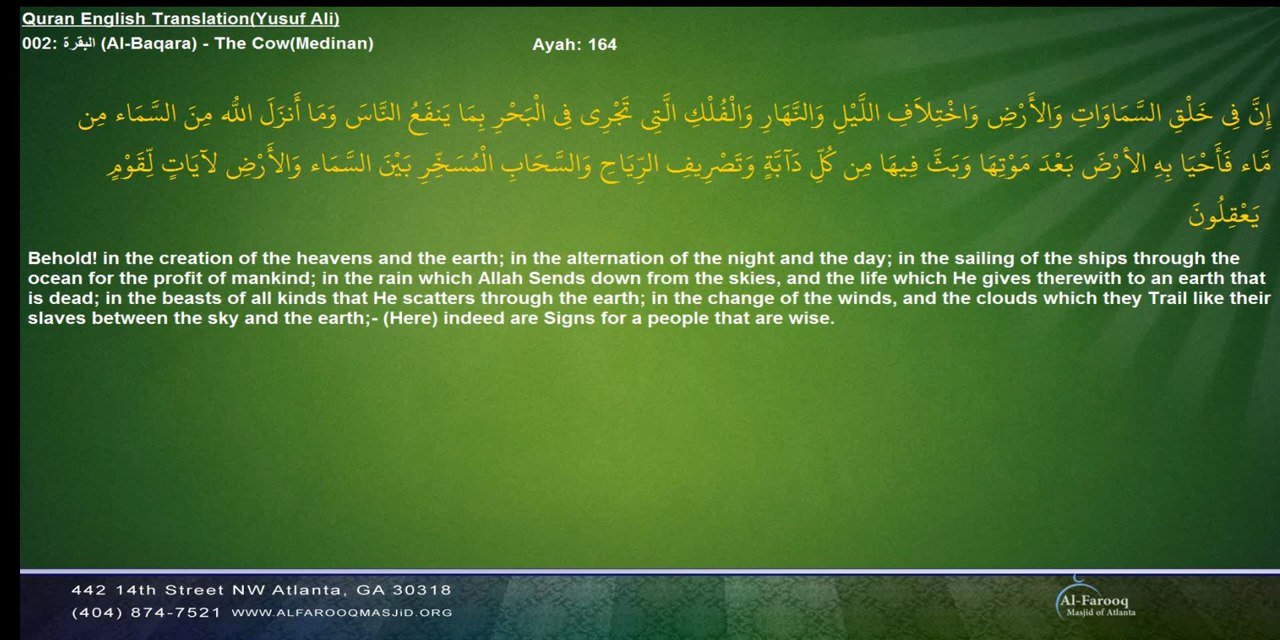 Quran English Translation(Yusuf Ali)
002: البقرة (Al-Baqara) - The Cow(Medinan) Ayah: 164
إِنَّ فِي خَلْقِ السَّمَاوَاتِ وَالأَرْضِ وَاخْتِلاَفِ اللَّيْلِ وَالنَّهَارِ وَالْفُلْكِ الَّتِي تَجْرِي فِي الْبَحْرِ بِمَا يَنفَعُ النَّاسَ وَمَا أَنزَلَ اللّهُ مِنَ السَّمَاء مِن
مَّاء فَأَحْيَا بِهِ الأرْضَ بَعْدَ مَوْتِهَا وَبَثَّ فِيهَا مِن كُلِّ دَآبَّةٍ وَتَصْرِيفِ الرِّيَاحِ وَالسَّحَابِ الْمُسَخِّرِ بَيْنَ السَّمَاء وَالأَرْضِ لآيَاتٍ لِّقَوْمٍ
يَعْقِلُونَ
Behold! in the creation of the heavens and the earth; in the alternation of the night and the day; in the sailing of the ships through the
ocean for the profit of mankind; in the rain which Allah Sends down from the skies, and the life which He gives therewith to an earth that
is dead; in the beasts of all kinds that He scatters through the earth; in the change of the winds, and the clouds which they Trail like their
slaves between the sky and the earth;- (Here) indeed are Signs for a people that are wise.
442 14th Street NW Atlanta, GA 30318
(404) 874-7521 WWW.ALFAROOQMASJiD.ORG
Al-Farooq
Masjid of Atlanta